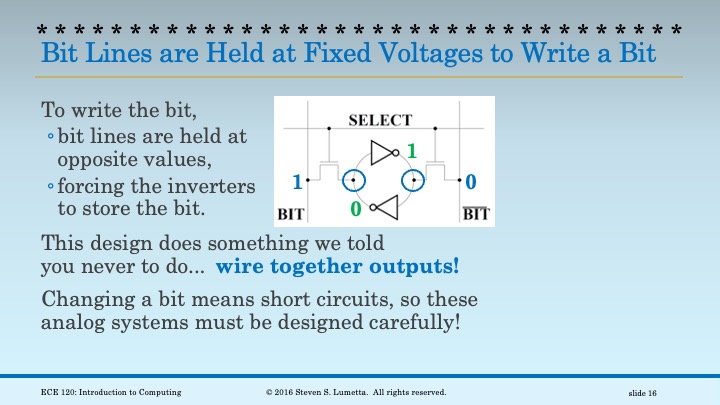 * * * * * * * * * * * * * * * * * * * * * * * * * * * * * * * * * * *
Bit Lines are Held at Fixed Voltages to Write a Bit
To write the bit,
◦bit lines are held at
opposite values,
◦forcing the inverters
to store the bit.
SELECT
1
1
0
0
BIT
BIT
This design does something we told
you never to do... wire together outputs!
Changing a bit means short circuits, so these
analog systems must be designed carefully!
ECE 120: Introduction to Computing
© 2016 Steven S. Lumetta. All rights reserved.
slide 16